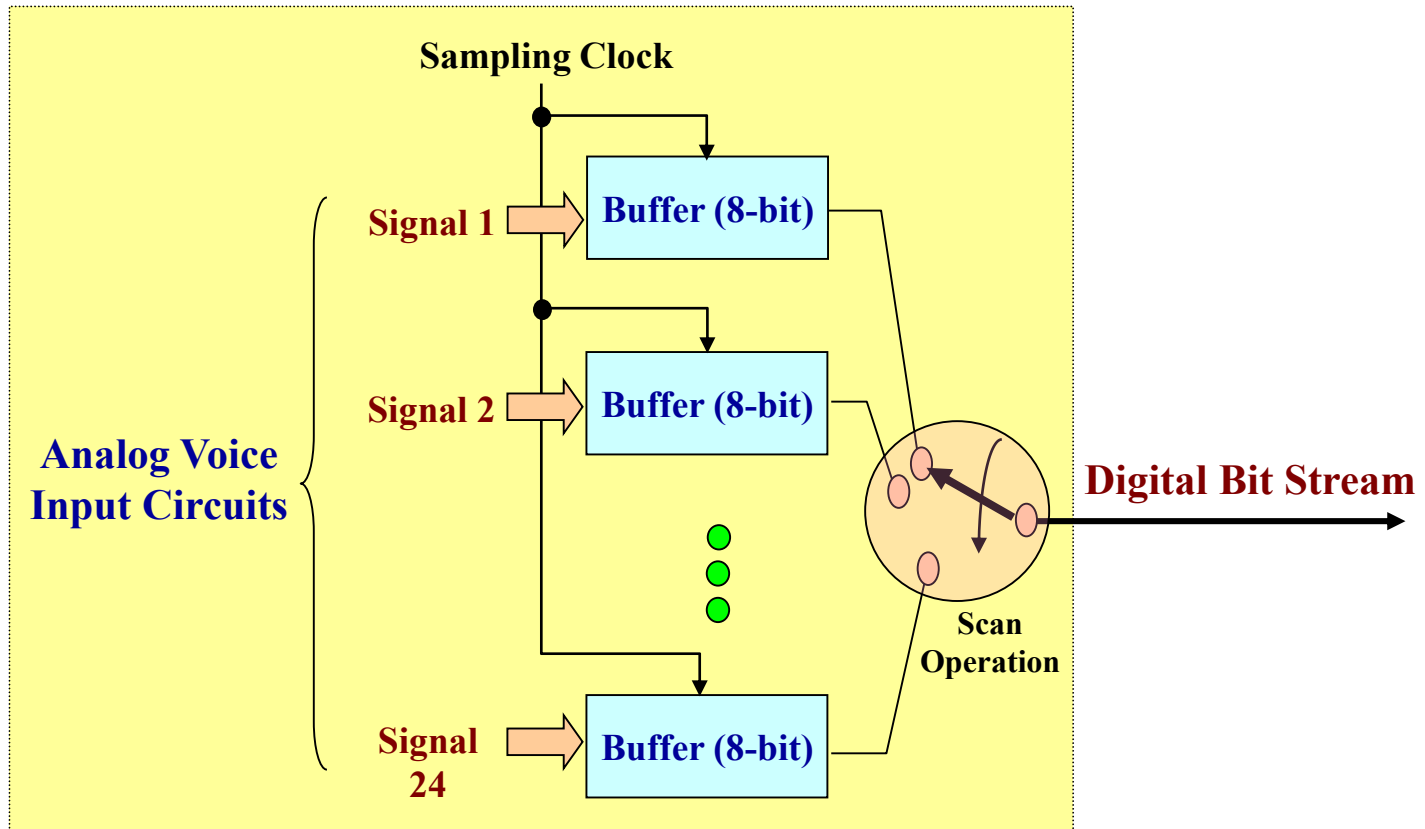 Sampling Clock
Signal 1
Buffer (8-bit)
Signal 2
Buffer (8-bit)
Analog Voice
Input Circuits
Digital Bit Stream
Scan
Operation
Signal
24
Buffer (8-bit)